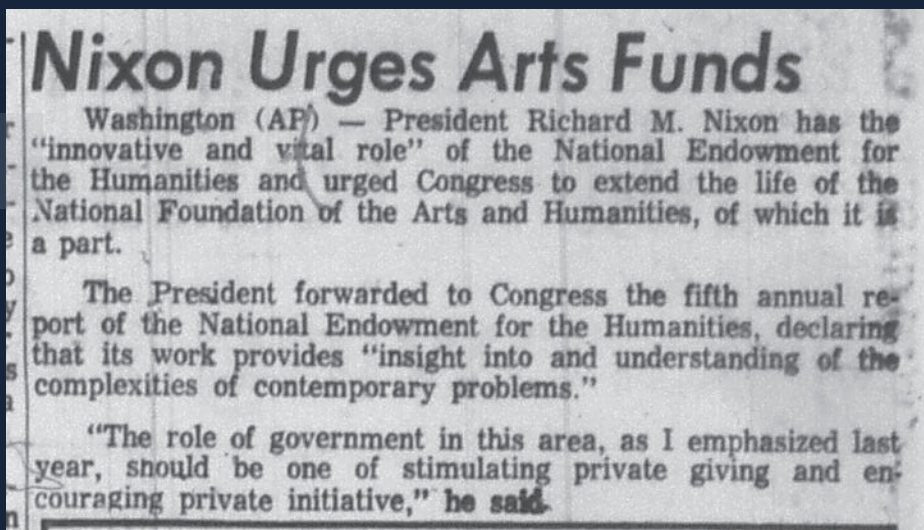 Nixon Urges Arts Funds
Washington (AP) — President Richard M. Nixon has the
"innovative and vital role" of the National Endowment for
the Humanities and urged Congress to extend the life of the
National Foundation of the Arts and Humanities, of which it is
a part.
The President forwarded to Congress the fifth annual re-
port of the National Endowment for the Humanities, declaring
that its work provides "insight into and understanding of the
complexities of contemporary problems."
"The role of government in this area, as I emphasized last
year, should be one of stimulating private giving and en-
couraging private initiative," he said.